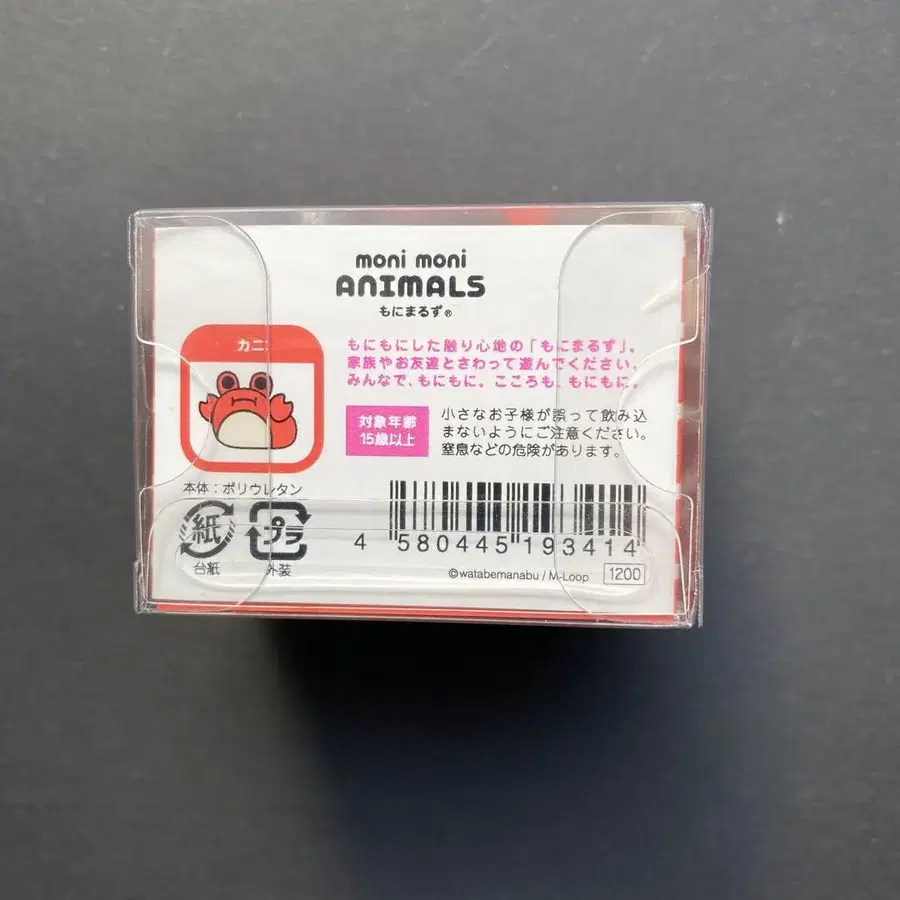 moni moni
ANIMALS
もにまるず®
カニ
もにもにした触り心地の「もにまるず」。
家族やお友達とさわって遊んでください。
みんなで、もにもに。こころも、もにもに。
対象年齢
15歳以上
小さなお子様が誤って飲み込
まないようにご注意ください。
窒息などの危険があります。
本体:ポリウレタン
紙
プラ
台紙
外装
4 580445 193414
©watabemanabu / M-Loop
1200